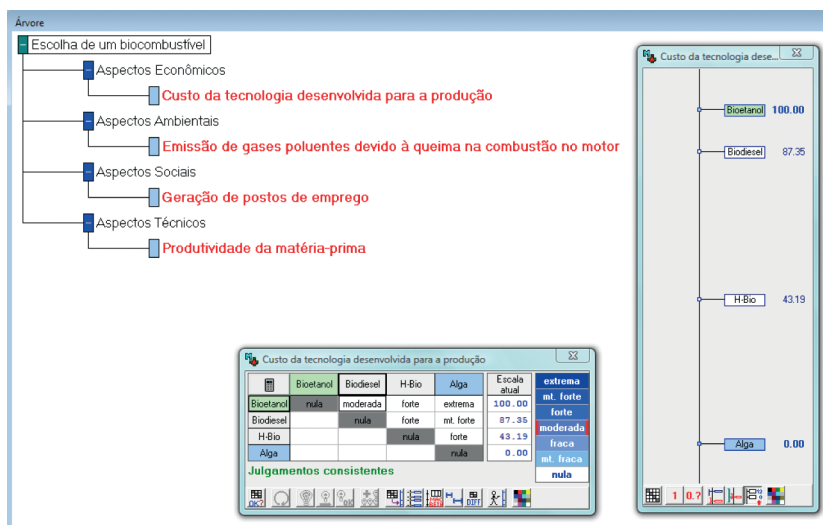 Árvore
Escolha de um biocombustível
Aspectos Econômicos
Custo da tecnologia desenvolvida para a produção
Aspectos Ambientais
Emissão de gases poluentes devido à queima na combustão no motor
Aspectos Sociais
Geração de postos de emprego
Aspectos Técnicos
Produtividade da matéria-prima
Custo da tecnologia dese...
Bioetanol 100.00
Biodiesel 87.35
H-Bio 43.19
Alga 0.00
1 0.?
Custo da tecnologia desenvolvida para a produção
Bioetanol Biodiesel H-Bio Alga Escala atual
Bioetanol nula moderada forte extrema 100.00
Biodiesel nula forte mt. forte 87.35
H-Bio nula forte 43.19
Alga nula 0.00
extrema
mt. forte
forte
moderada
fraca
mt. fraca
nula
Julgamentos consistentes
OK? DIFF